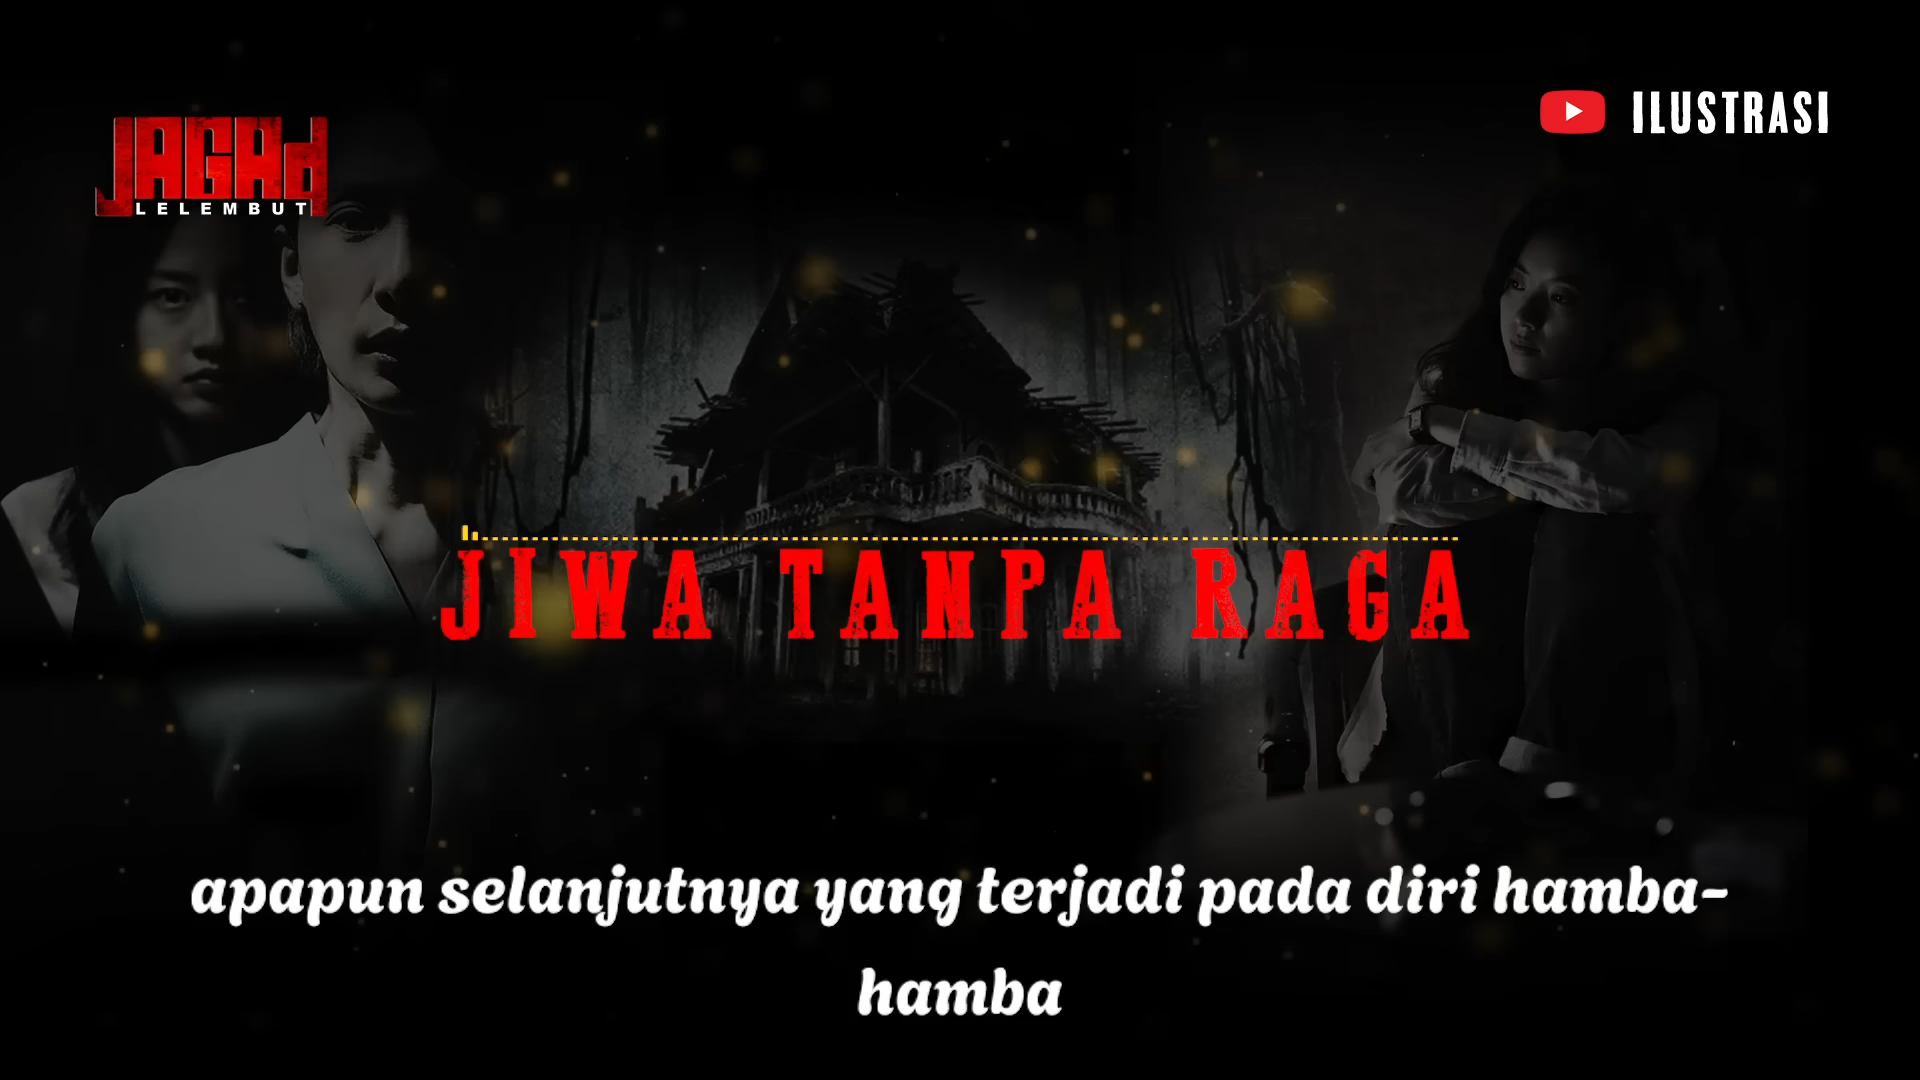 JAGAd
LELEMBUT
ILUSTRASI
JIWA TANPA RAGA
apapun selanjutnya yang terjadi pada diri hamba-
hamba